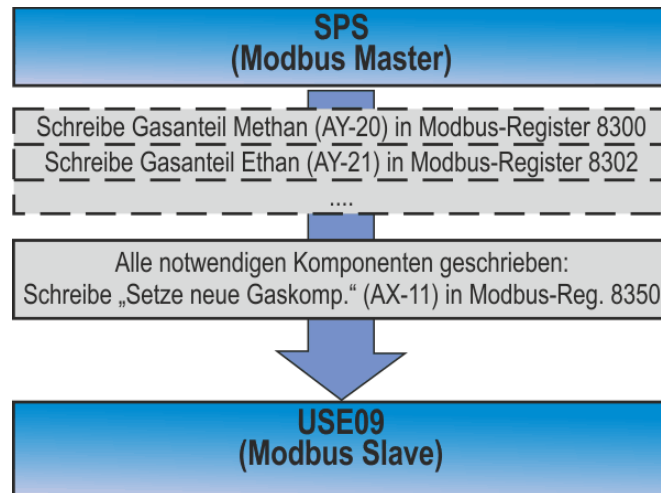 SPS
(Modbus Master)
Schreibe Gasanteil Methan (AY-20) in Modbus-Register 8300
Schreibe Gasanteil Ethan (AY-21) in Modbus-Register 8302
....
Alle notwendigen Komponenten geschrieben:
Schreibe „Setze neue Gaskomp.“ (AX-11) in Modbus-Reg. 8350
USE09
(Modbus Slave)